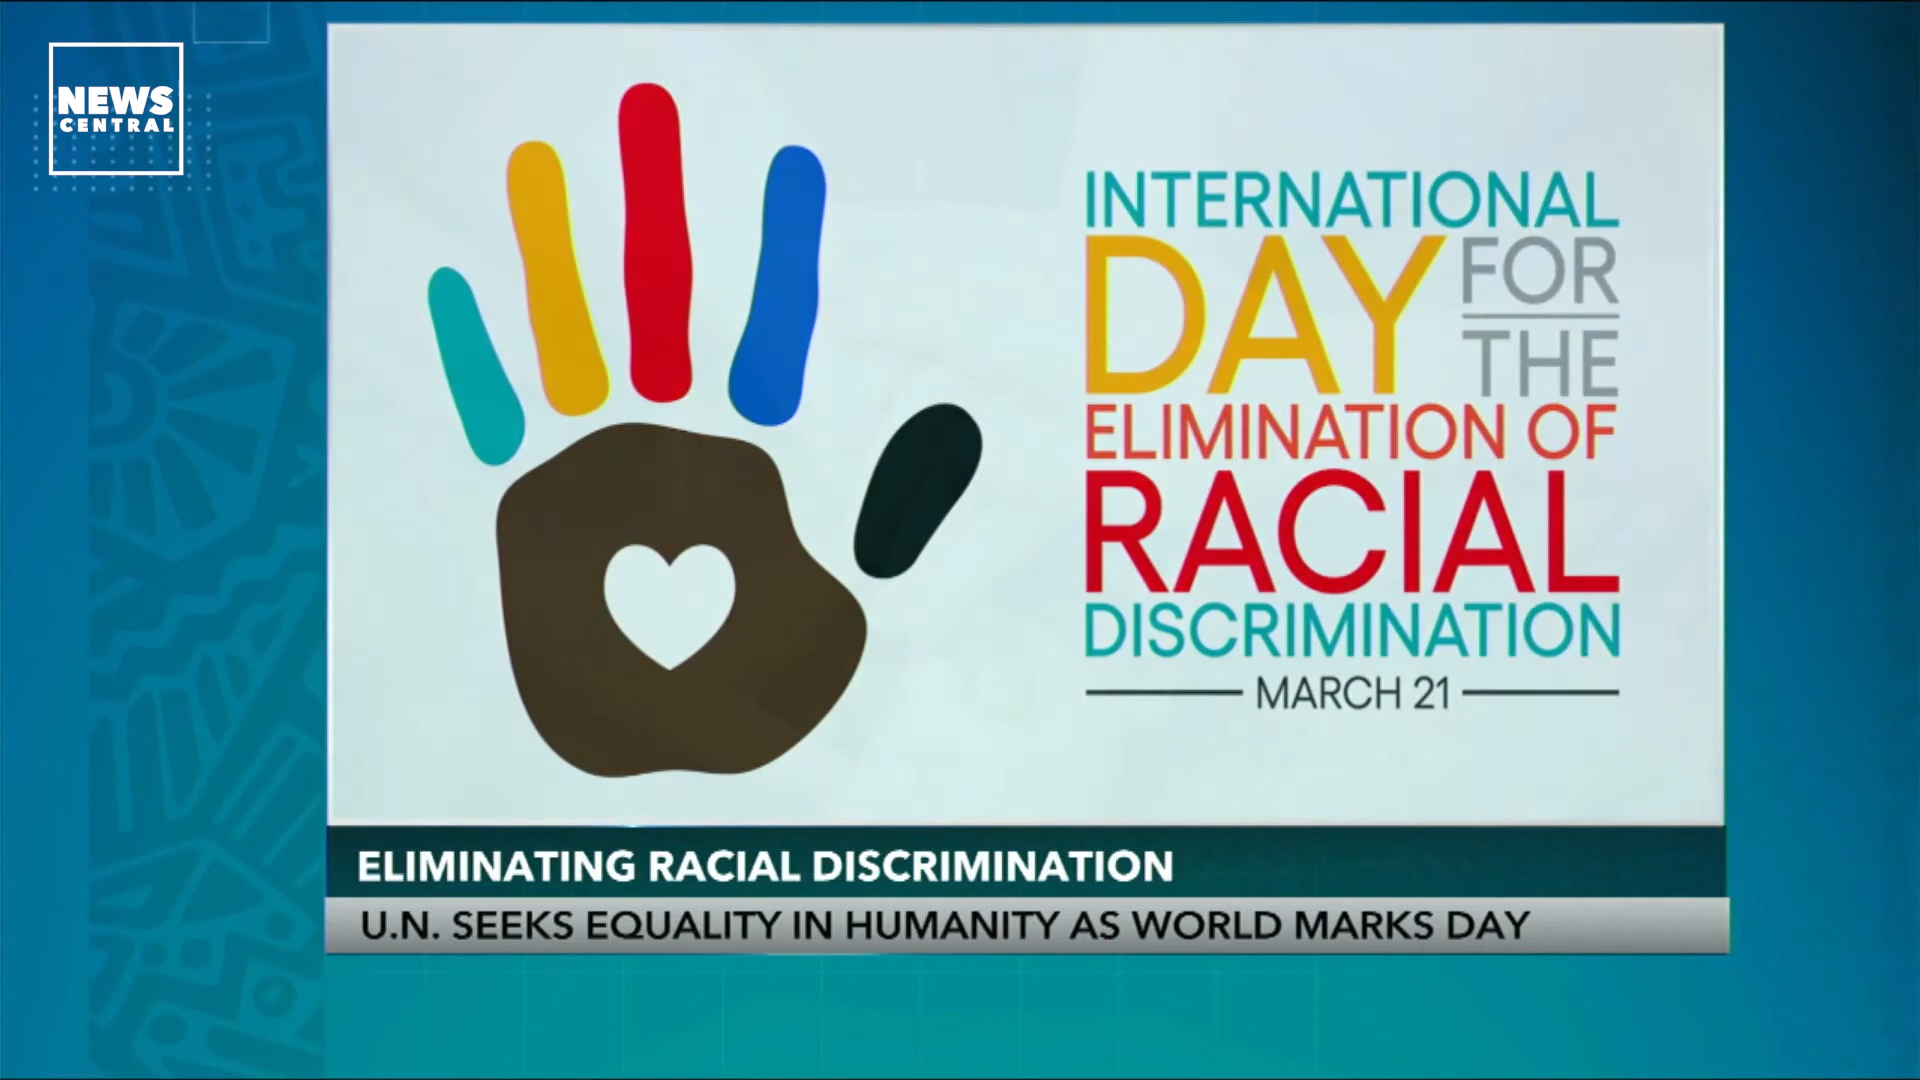 NEWS
CENTRAL
INTERNATIONAL
DAY FOR
THE
ELIMINATION OF
RACIAL
DISCRIMINATION
MARCH 21
ELIMINATING RACIAL DISCRIMINATION
U.N. SEEKS EQUALITY IN HUMANITY AS WORLD MARKS DAY